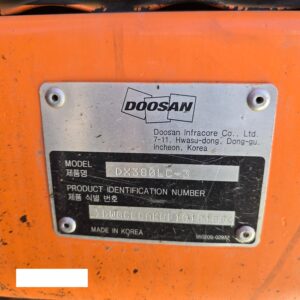 DOOSAN
Doosan Infracore Co., Ltd.
7-11, Hwasu-dong, Dong-gu,
Incheon, Korea
MODEL
제품명
DX380LC-3
PRODUCT IDENTIFICATION NUMBER
제품 식별 번호
MADE IN KOREA